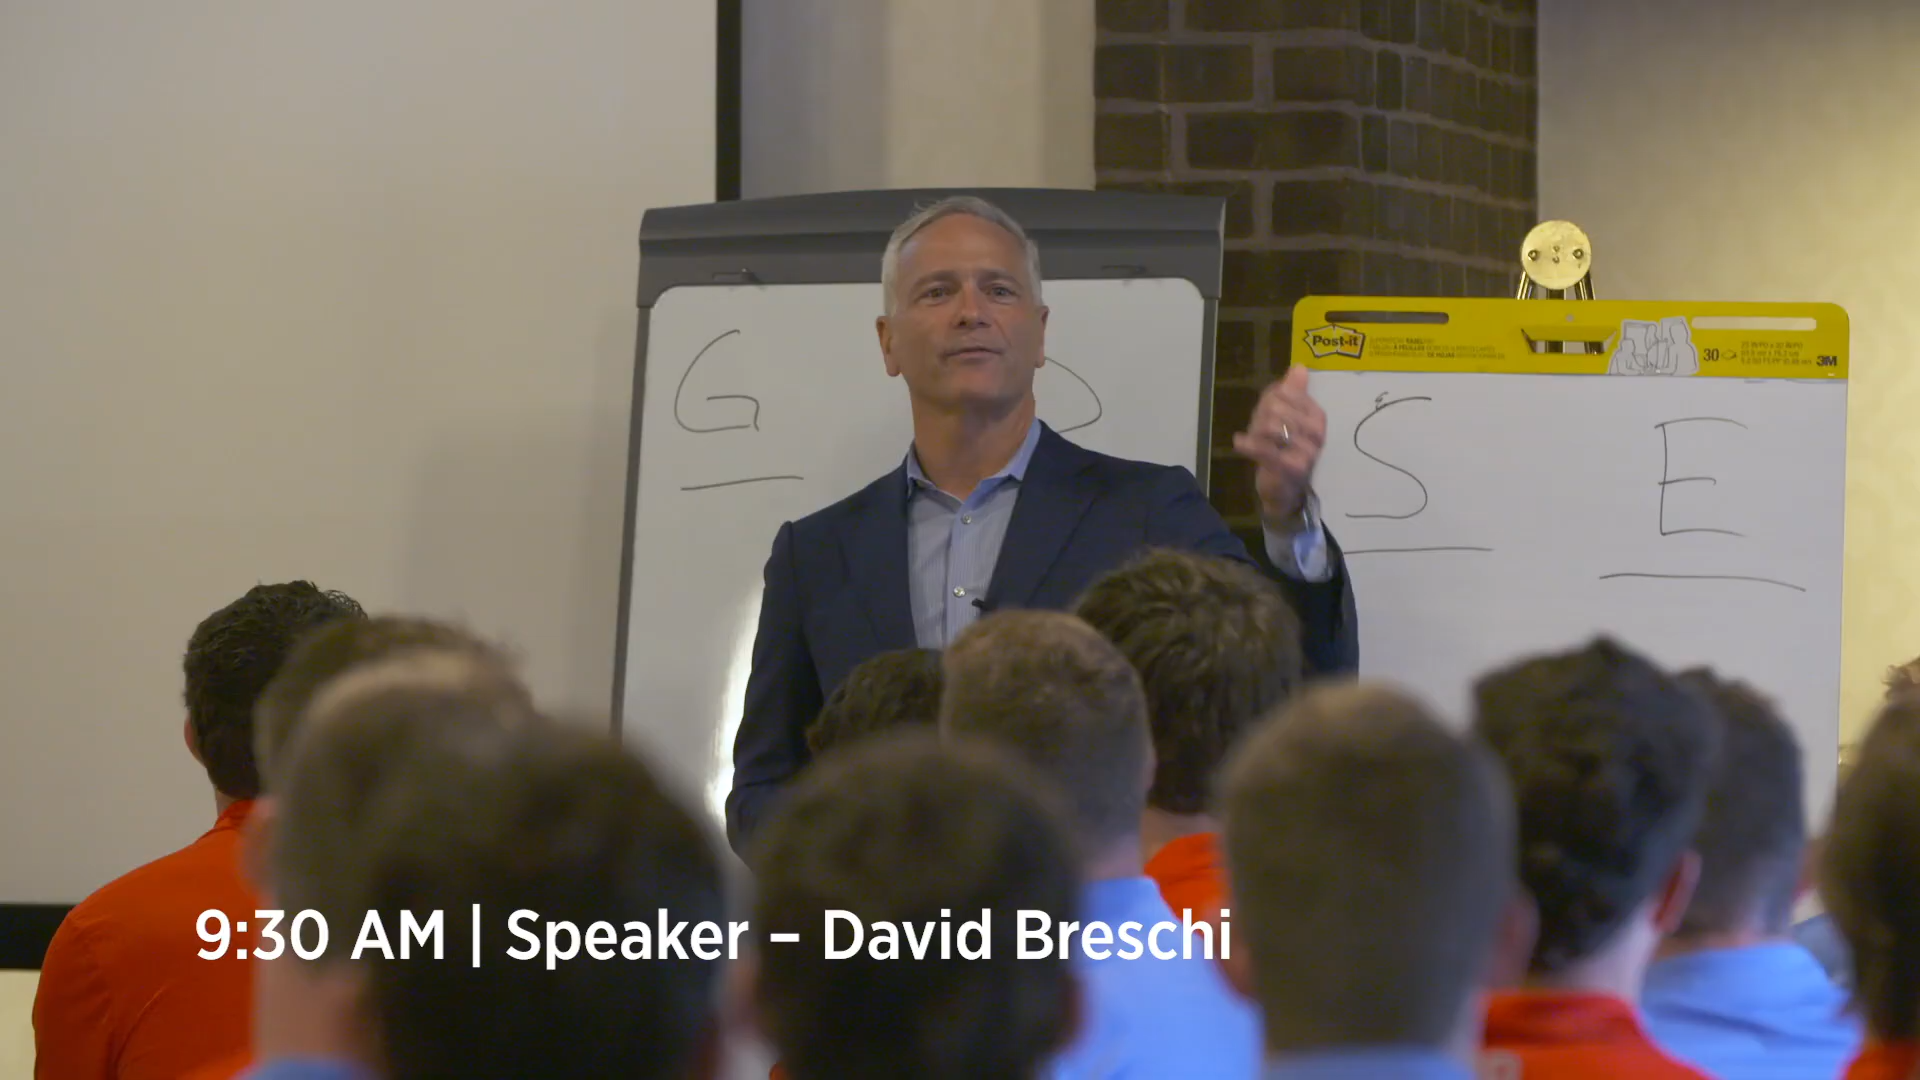 G
S
E
Post-it
30
3M
9:30 AM | Speaker – David Breschi